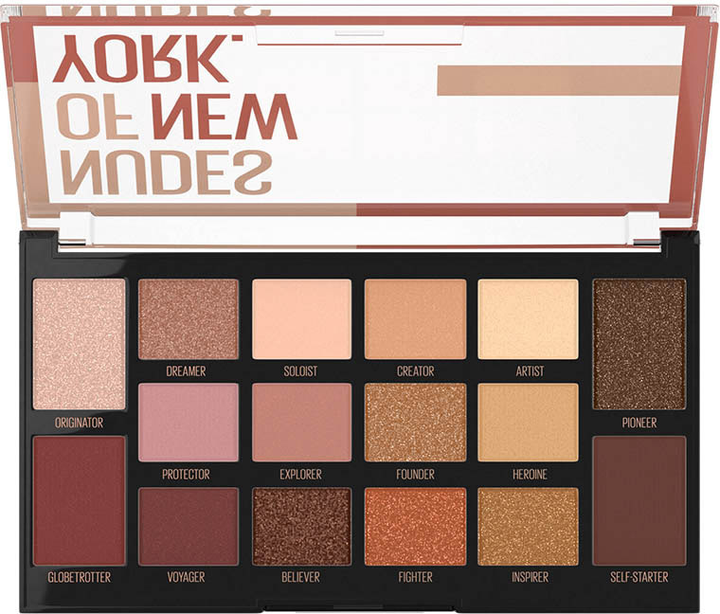 NUDES
OF NEW
YORK.
DREAMER
SOLOIST
CREATOR
ARTIST
ORIGINATOR
PIONEER
PROTECTOR
EXPLORER
FOUNDER
HEROINE
GLOBETROTTER
VOYAGER
BELIEVER
FIGHTER
INSPIRER
SELF-STARTER